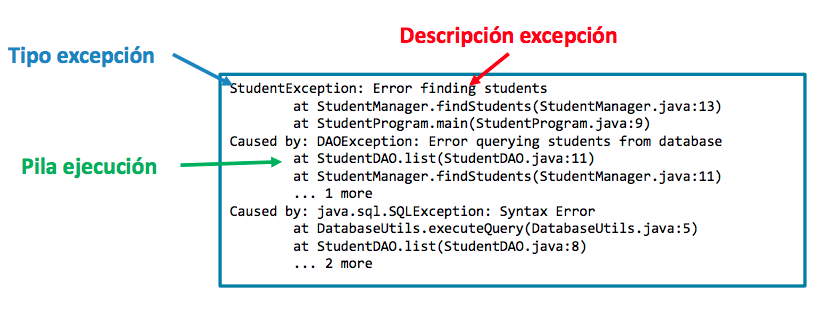 Descripción excepción
Tipo excepción
StudentException: Error finding students
at StudentManager.findStudents(StudentManager.java:13)
at StudentProgram.main(StudentProgram.java:9)
Caused by: DAOException: Error querying students from database
Pila ejecución
at StudentDAO.list(StudentDAO.java:11)
at StudentManager.findStudents(StudentManager.java:11)
... 1 more
Caused by: java.sql.SQLException: Syntax Error
at DatabaseUtils.executeQuery(DatabaseUtils.java:5)
at StudentDAO.list(StudentDAO.java:8)
... 2 more